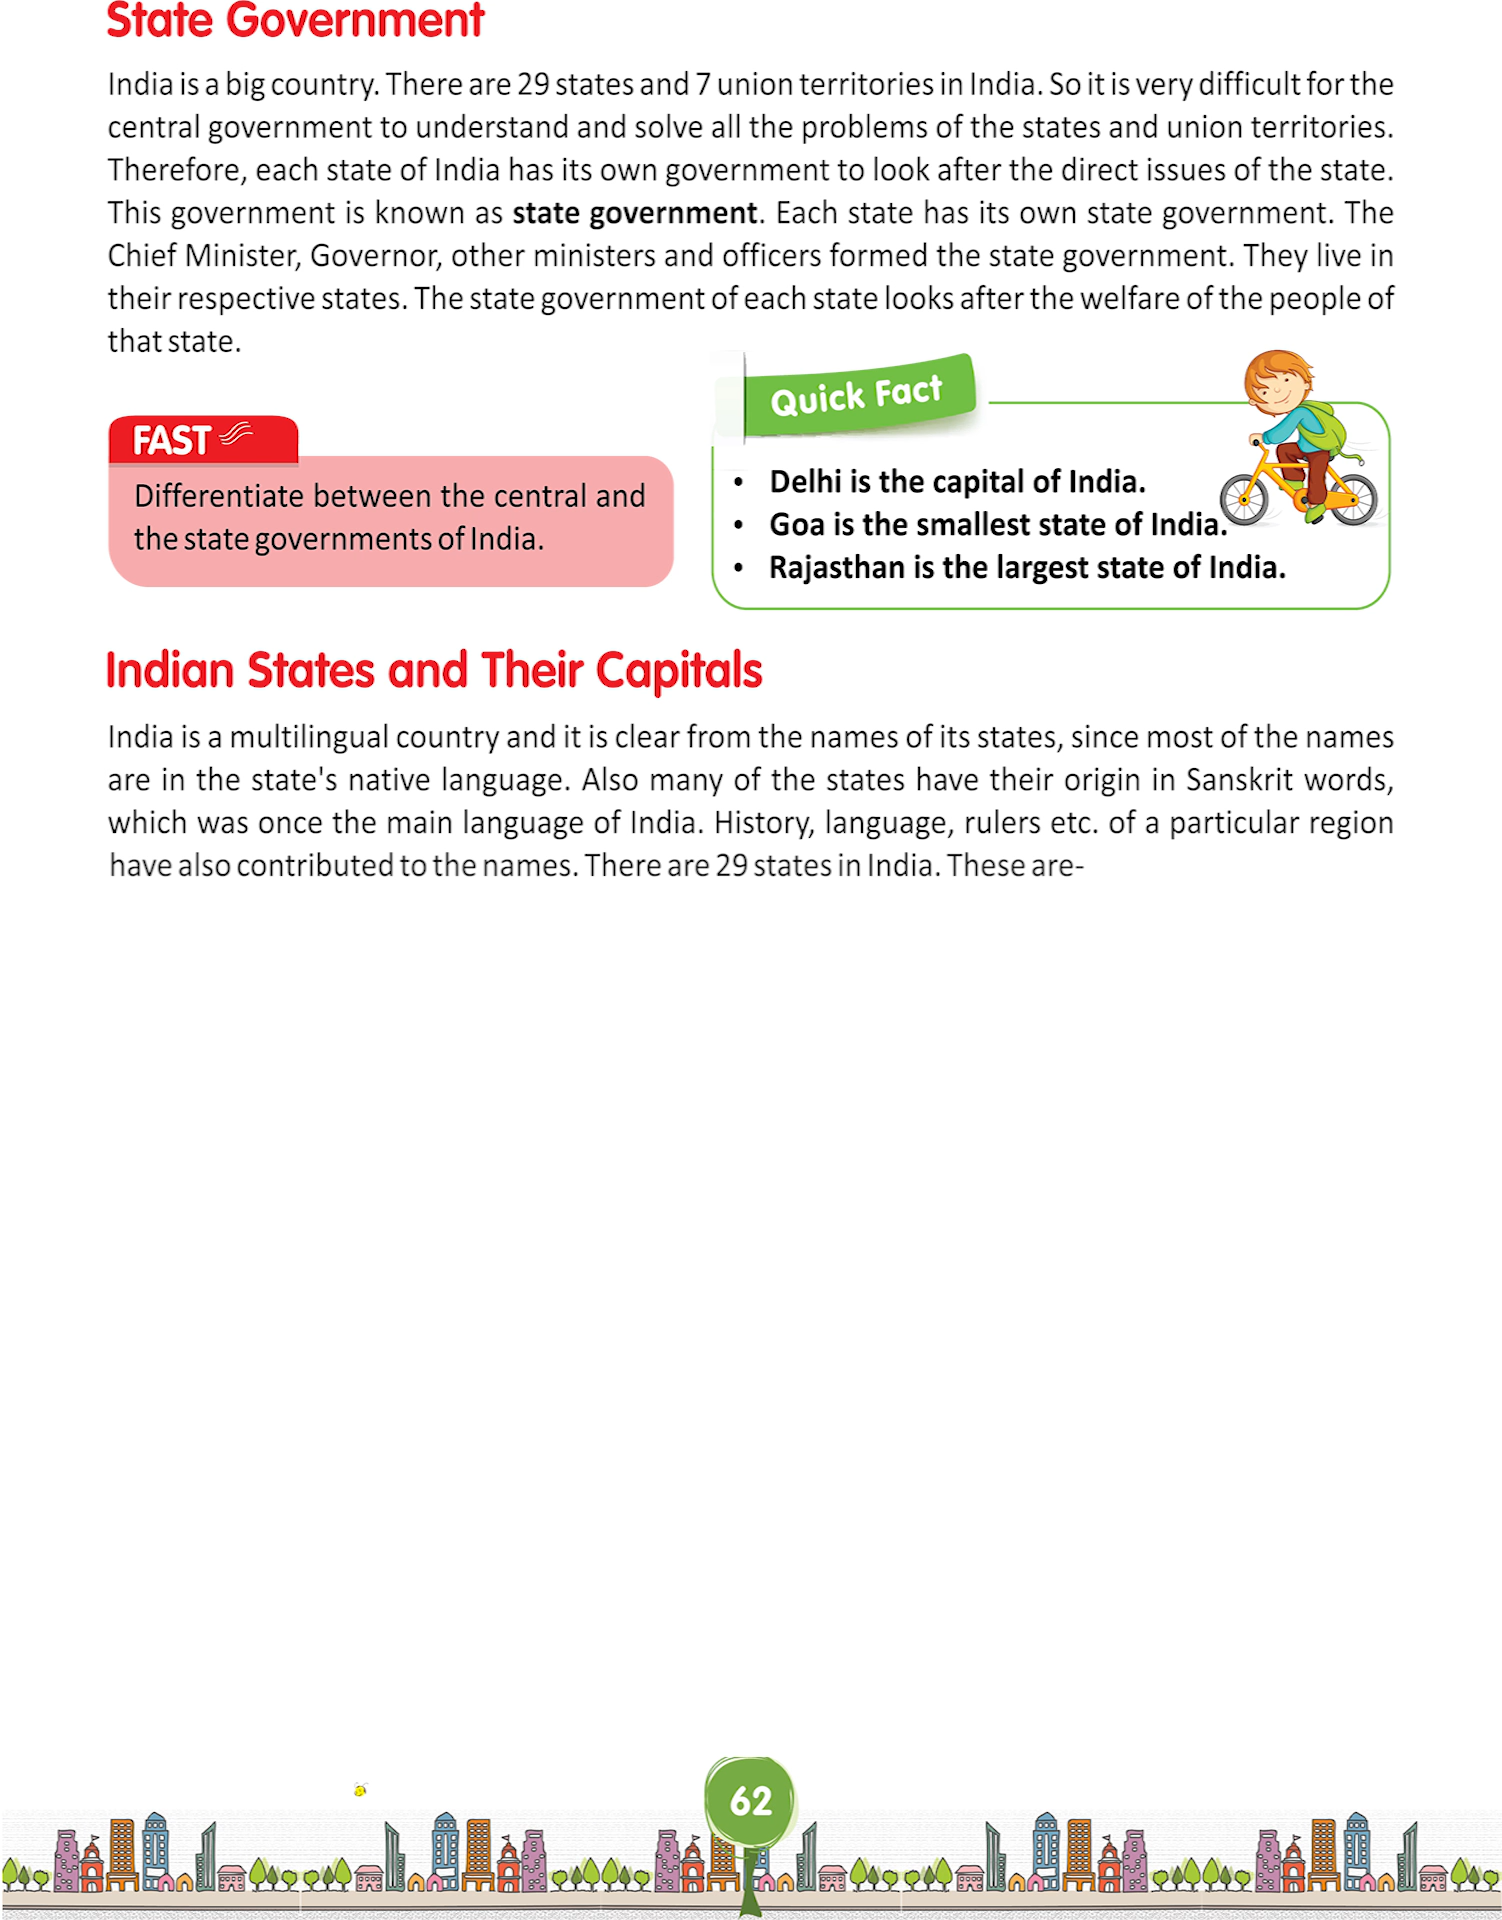 State Government
India is a big country. There are 29 states and 7 union territories in India. So it is very difficult for the
central government to understand and solve all the problems of the states and union territories.
Therefore, each state of India has its own government to look after the direct issues of the state.
This government is known as state government. Each state has its own state government. The
Chief Minister, Governor, other ministers and officers formed the state government. They live in
their respective states. The state government of each state looks after the welfare of the people of
that state.
FAST
Differentiate between the central and
the state governments of India.
Quick Fact
• Delhi is the capital of India.
• Goa is the smallest state of India.
• Rajasthan is the largest state of India.
Indian States and Their Capitals
India is a multilingual country and it is clear from the names of its states, since most of the names
are in the state's native language. Also many of the states have their origin in Sanskrit words,
which was once the main language of India. History, language, rulers etc. of a particular region
have also contributed to the names. There are 29 states in India. These are-
62